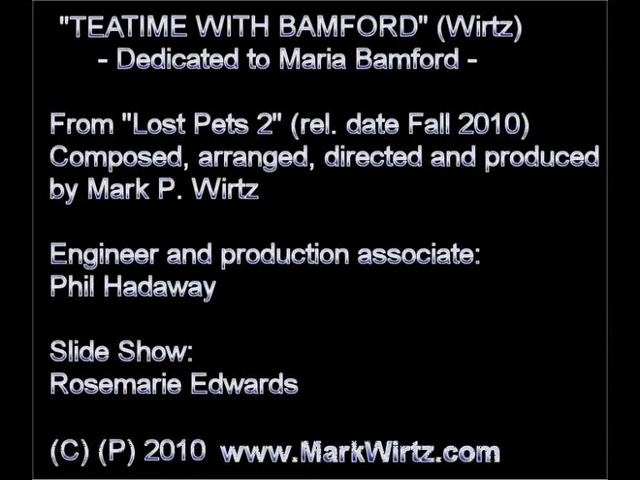 "TEATIME WITH BAMFORD" (Wirtz)
- Dedicated to Maria Bamford -
From "Lost Pets 2" (rel. date Fall 2010)
Composed, arranged, directed and produced
by Mark P. Wirtz
Engineer and production associate:
Phil Hadaway
Slide Show:
Rosemarie Edwards
(C) (P) 2010 www.MarkWirtz.com